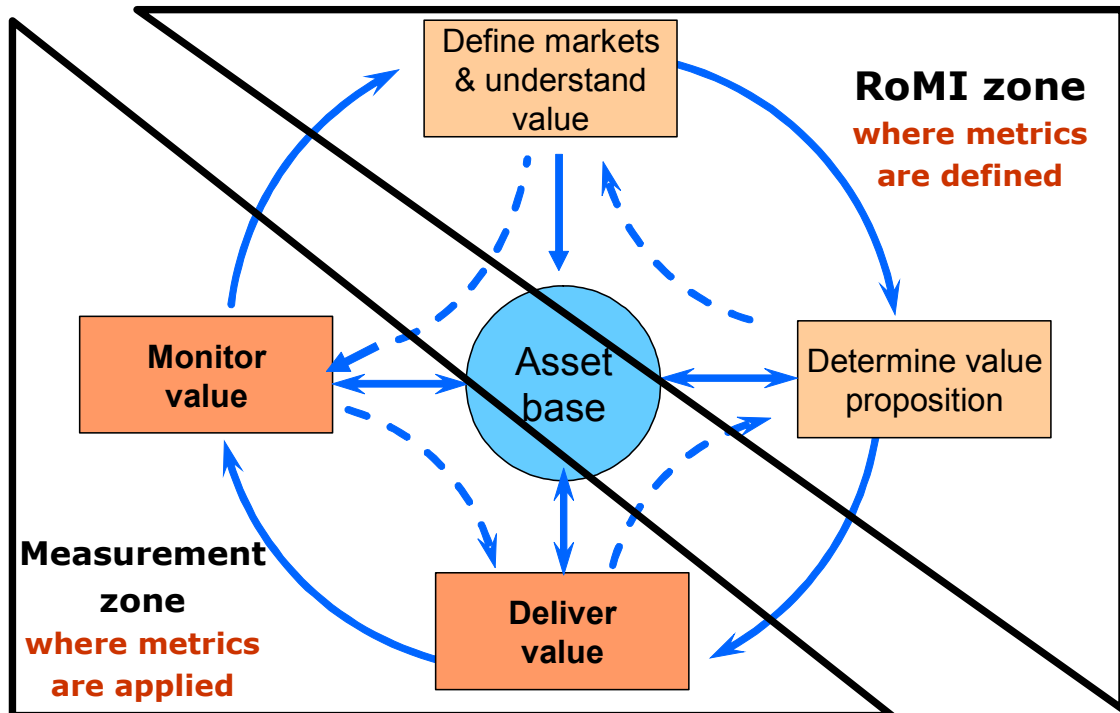 Define markets
& understand
value
RoMI zone
where metrics
are defined
Monitor
value
Asset
base
Determine value
proposition
Measurement
zone
where metrics
are applied
Deliver
value